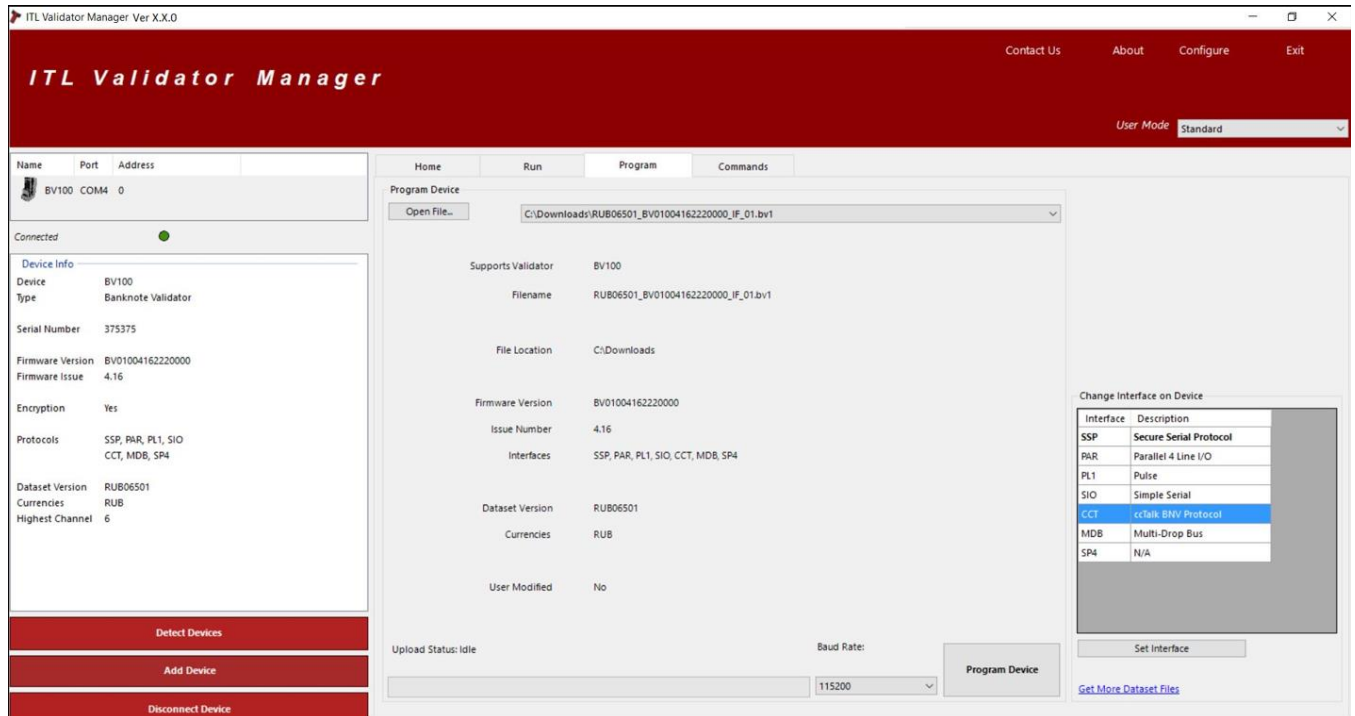 ITL Validator Manager Ver X.X.0
Contact Us About Configure Exit
ITL Validator Manager
User Mode Standard
Name Port Address
BV100 COM4 0
Connected
Device Info
Device BV100
Type Banknote Validator
Serial Number 375375
Firmware Version BV01004162220000
Firmware Issue 4.16
Encryption Yes
Protocols SSP, PAR, PL1, SIO
CCT, MDB, SP4
Dataset Version RUB06501
Currencies RUB
Highest Channel 6
Detect Devices
Add Device
Disconnect Device
Home Run Program Commands
Program Device
Open File... C:\Downloads\RUB06501_BV01004162220000_IF_01.bv1
Supports Validator BV100
Filename RUB06501_BV01004162220000_IF_01.bv1
File Location C:\Downloads
Firmware Version BV01004162220000
Issue Number 4.16
Interfaces SSP, PAR, PL1, SIO, CCT, MDB, SP4
Dataset Version RUB06501
Currencies RUB
User Modified No
Upload Status: Idle
Baud Rate:
115200
Program Device
Change Interface on Device
Interface Description
SSP Secure Serial Protocol
PAR Parallel 4 Line I/O
PL1 Pulse
SIO Simple Serial
CCT ccTalk BNV Protocol
MDB Multi-Drop Bus
SP4 N/A
Set Interface
Get More Dataset Files